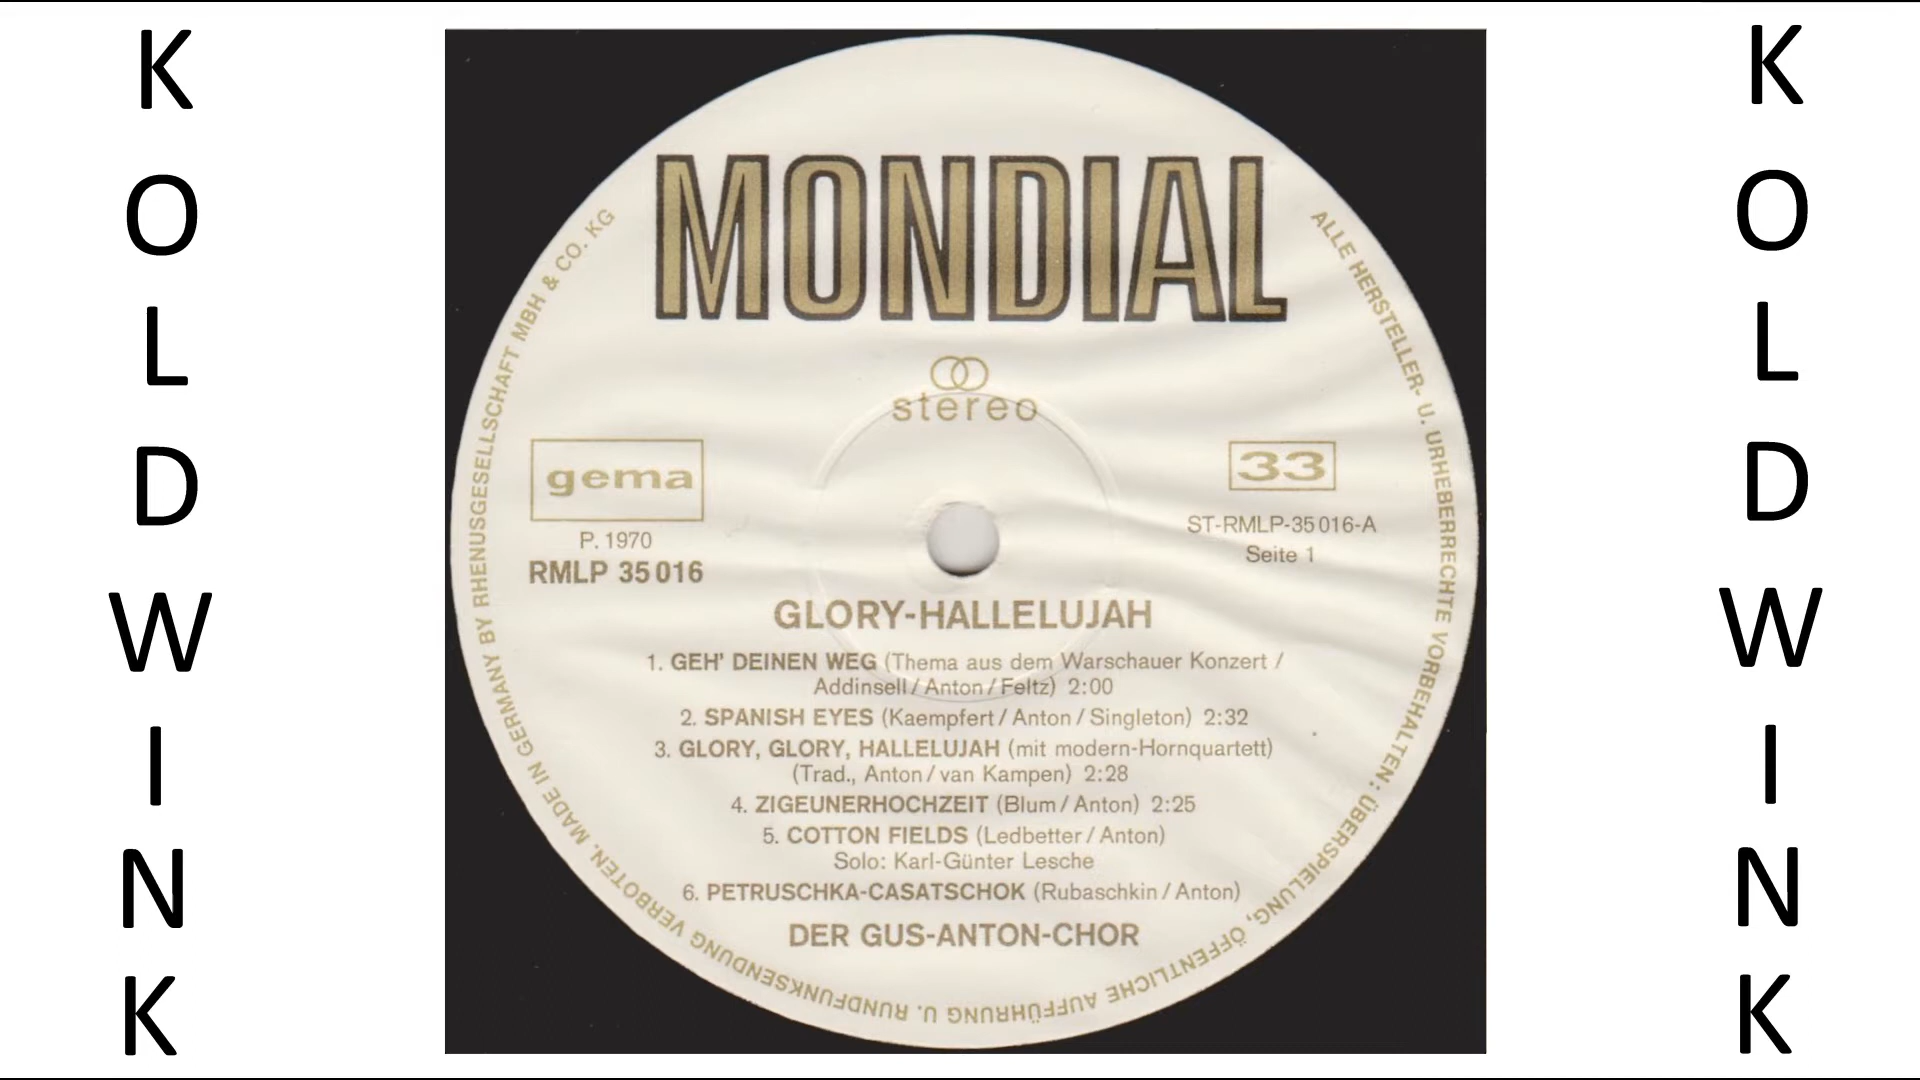 K
O
L
D
W
I
N
K
MONDIAL
stereo
gema
P. 1970
RMLP 35 016
33
ST-RMLP-35 016-A
Seite 1
GLORY-HALLELUJAH
1. GEH' DEINEN WEG (Thema aus dem Warschauer Konzert /
Addinsell / Anton / Feltz) 2:00
2. SPANISH EYES (Kaempfert / Anton / Singleton) 2:32
3. GLORY, GLORY, HALLELUJAH (mit modern-Hornquartett)
(Trad., Anton / van Kampen) 2:28
4. ZIGEUNERHOCHZEIT (Blum / Anton) 2:25
5. COTTON FIELDS (Ledbetter / Anton)
Solo: Karl-Günter Lesche
6. PETRUSCHKA-CASATSCHOK (Rubaschkin / Anton)
DER GUS-ANTON-CHOR
ALLE HERSTELLER- U. URHEBERRECHTE VORBEHALTEN: ÜBERSPIELUNG, ÖFFENTLICHE AUFFÜHRUNG U. RUNDFUNKSENDUNG VERBOTEN. MADE IN GERMANY BY RHENUSGESELLSCHAFT MBH & CO. KG
K
O
L
D
W
I
N
K